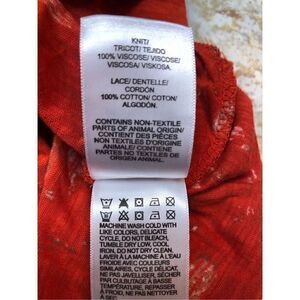 KNIT/
TRICOT/TEJIDO
100% VISCOSE/ VISCOSE/
VISCOSA/ VISKOSA.
LACE/ DENTELLE/
CORDÓN
100% COTTON/ COTON/
ALGODÓN.
CONTAINS NON-TEXTILE
PARTS OF ANIMAL ORIGIN/
CONTIENT DES PIÈCES
NON TEXTILES D'ORIGINE
ANIMALE/ CONTIENE
PARTES NO TEXTILES DE
ORIGEN ANIMAL.
MACHINE WASH COLD WITH
LIKE COLORS, DELICATE
CYCLE, DO NOT BLEACH,
TUMBLE DRY LOW, COOL
IRON, DO NOT DRY CLEAN.
LAVER À LA MACHINE À L'EAU
FROIDE AVEC COULEURS
SIMILAIRES, CYCLE DÉLICAT
NE PAS JAVELLISER, SÉCHER
PAR CULBUTAGE À BASSE
TEMPÉRATURE, REPASSAGE
À FROID, NE PAS NETTOYER
À SEC.